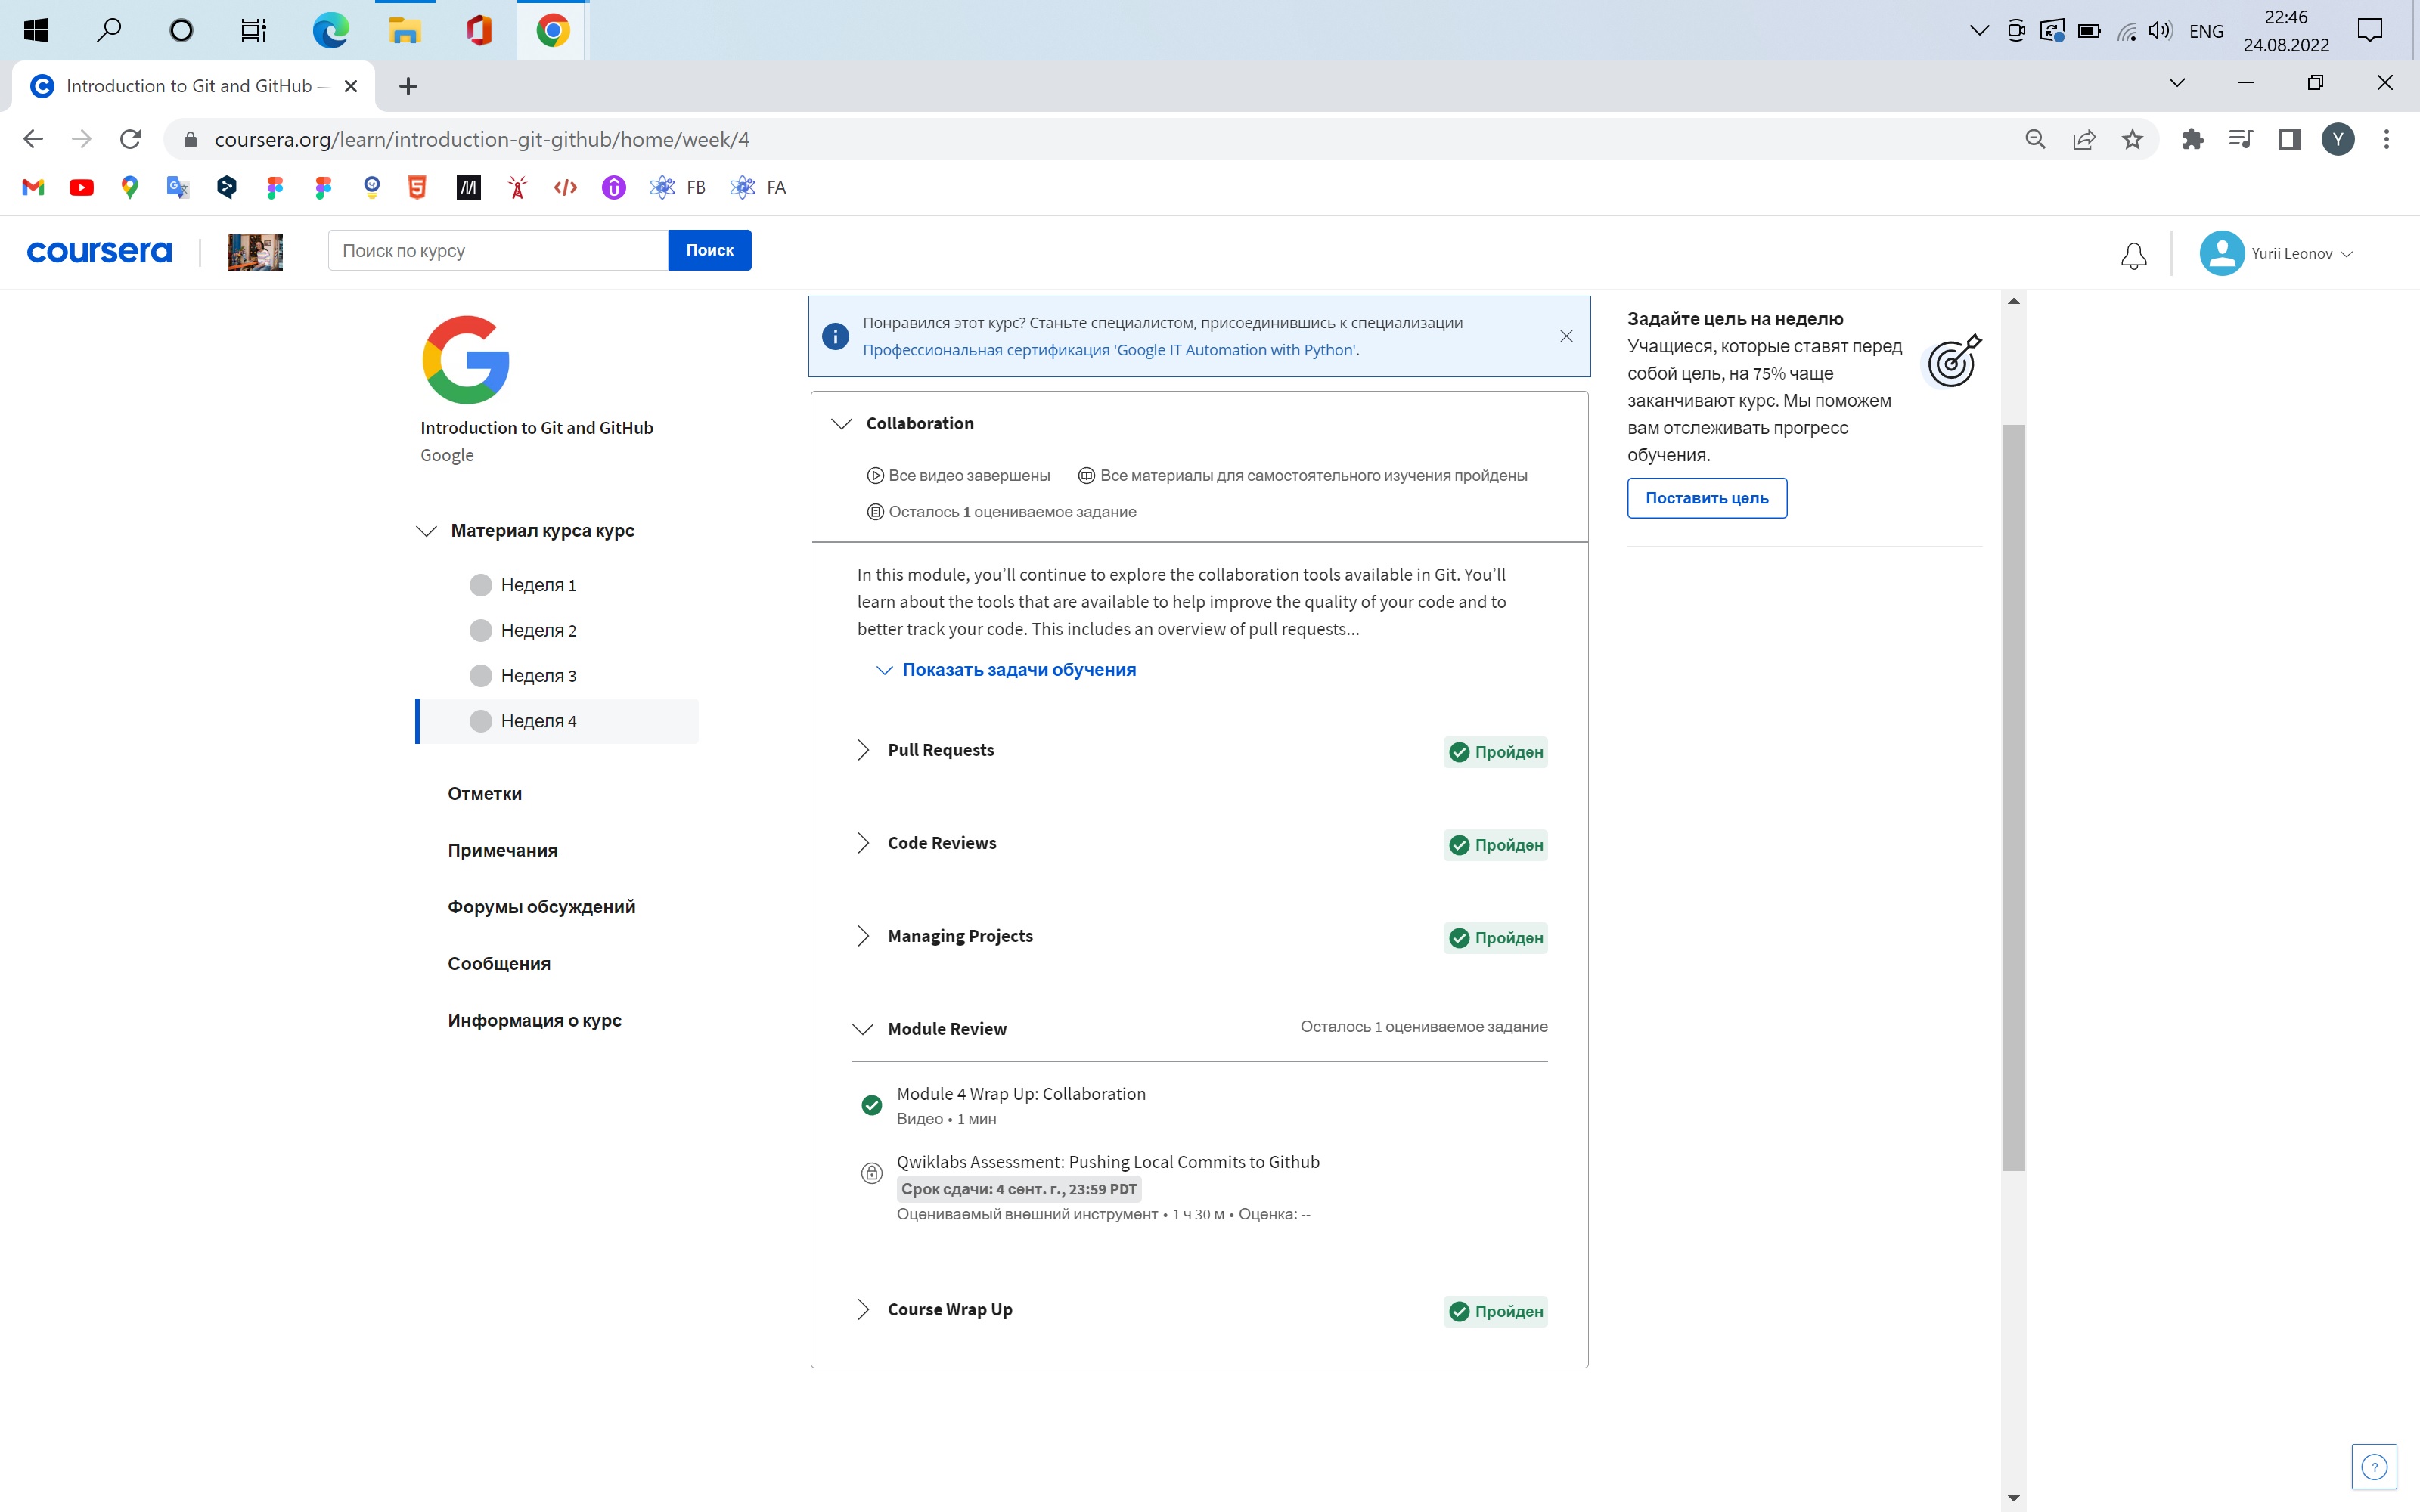 ENG
22:46
24.08.2022
Introduction to Git and GitHub –
coursera.org/learn/introduction-git-github/home/week/4
FB
FA
coursera
Поиск по курсу
Поиск
Yurii Leonov
Y
Introduction to Git and GitHub
Google
Материал курса курс
Неделя 1
Неделя 2
Неделя 3
Неделя 4
Отметки
Примечания
Форумы обсуждений
Сообщения
Информация о курс
Понравился этот курс? Станьте специалистом, присоединившись к специализации
Профессиональная сертификация 'Google IT Automation with Python'.
Collaboration
Все видео завершены
Все материалы для самостоятельного изучения пройдены
Осталось 1 оцениваемое задание
In this module, you’ll continue to explore the collaboration tools available in Git. You’ll
learn about the tools that are available to help improve the quality of your code and to
better track your code. This includes an overview of pull requests...
Показать задачи обучения
Pull Requests
Пройден
Code Reviews
Пройден
Managing Projects
Пройден
Module Review
Осталось 1 оцениваемое задание
Module 4 Wrap Up: Collaboration
Видео • 1 мин
Qwiklabs Assessment: Pushing Local Commits to Github
Срок сдачи: 4 сент. г., 23:59 PDT
Оцениваемый внешний инструмент • 1 ч 30 м • Оценка: --
Course Wrap Up
Пройден
Задайте цель на неделю
Учащиеся, которые ставят перед
собой цель, на 75% чаще
заканчивают курс. Мы поможем
вам отслеживать прогресс
обучения.
Поставить цель